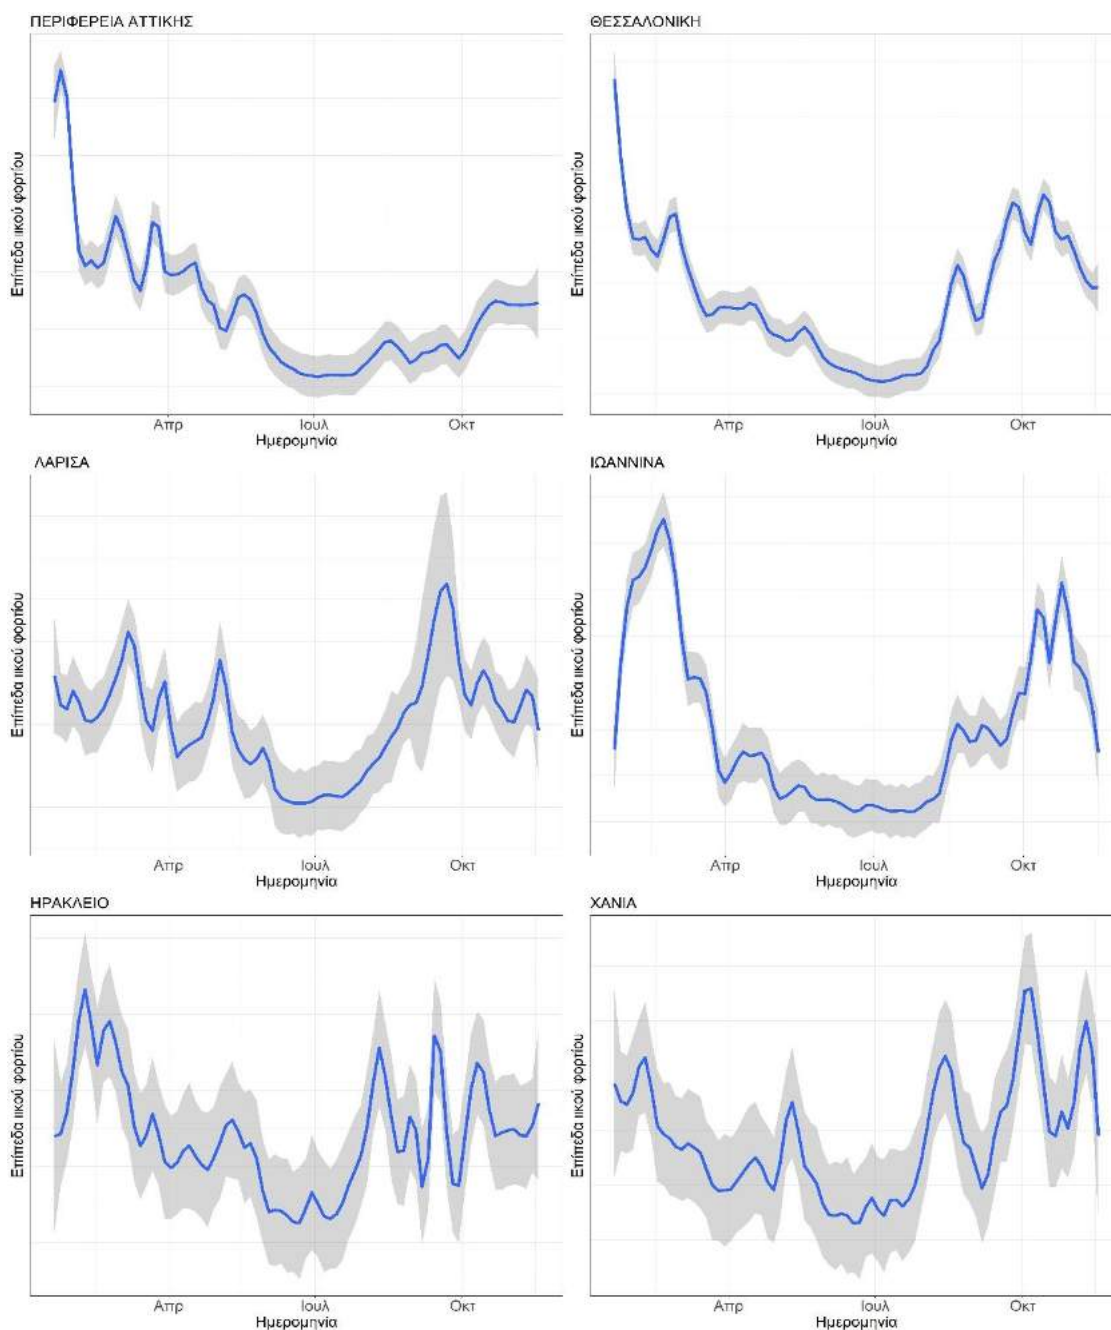 ΠΕΡΙΦΕΡΕΙΑ ΑΤΤΙΚΗΣ
Επίπεδα ιικού φορτίου
Απρ Ιουλ Οκτ
Ημερομηνία
ΘΕΣΣΑΛΟΝΙΚΗ
Επίπεδα ιικού φορτίου
Απρ Ιουλ Οκτ
Ημερομηνία
ΛΑΡΙΣΑ
Επίπεδα ιικού φορτίου
Απρ Ιουλ Οκτ
Ημερομηνία
ΙΩΑΝΝΙΝΑ
Επίπεδα ιικού φορτίου
Απρ Ιουλ Οκτ
Ημερομηνία
ΗΡΑΚΛΕΙΟ
Επίπεδα ιικού φορτίου
Απρ Ιουλ Οκτ
Ημερομηνία
ΧΑΝΙΑ
Επίπεδα ιικού φορτίου
Απρ Ιουλ Οκτ
Ημερομηνία